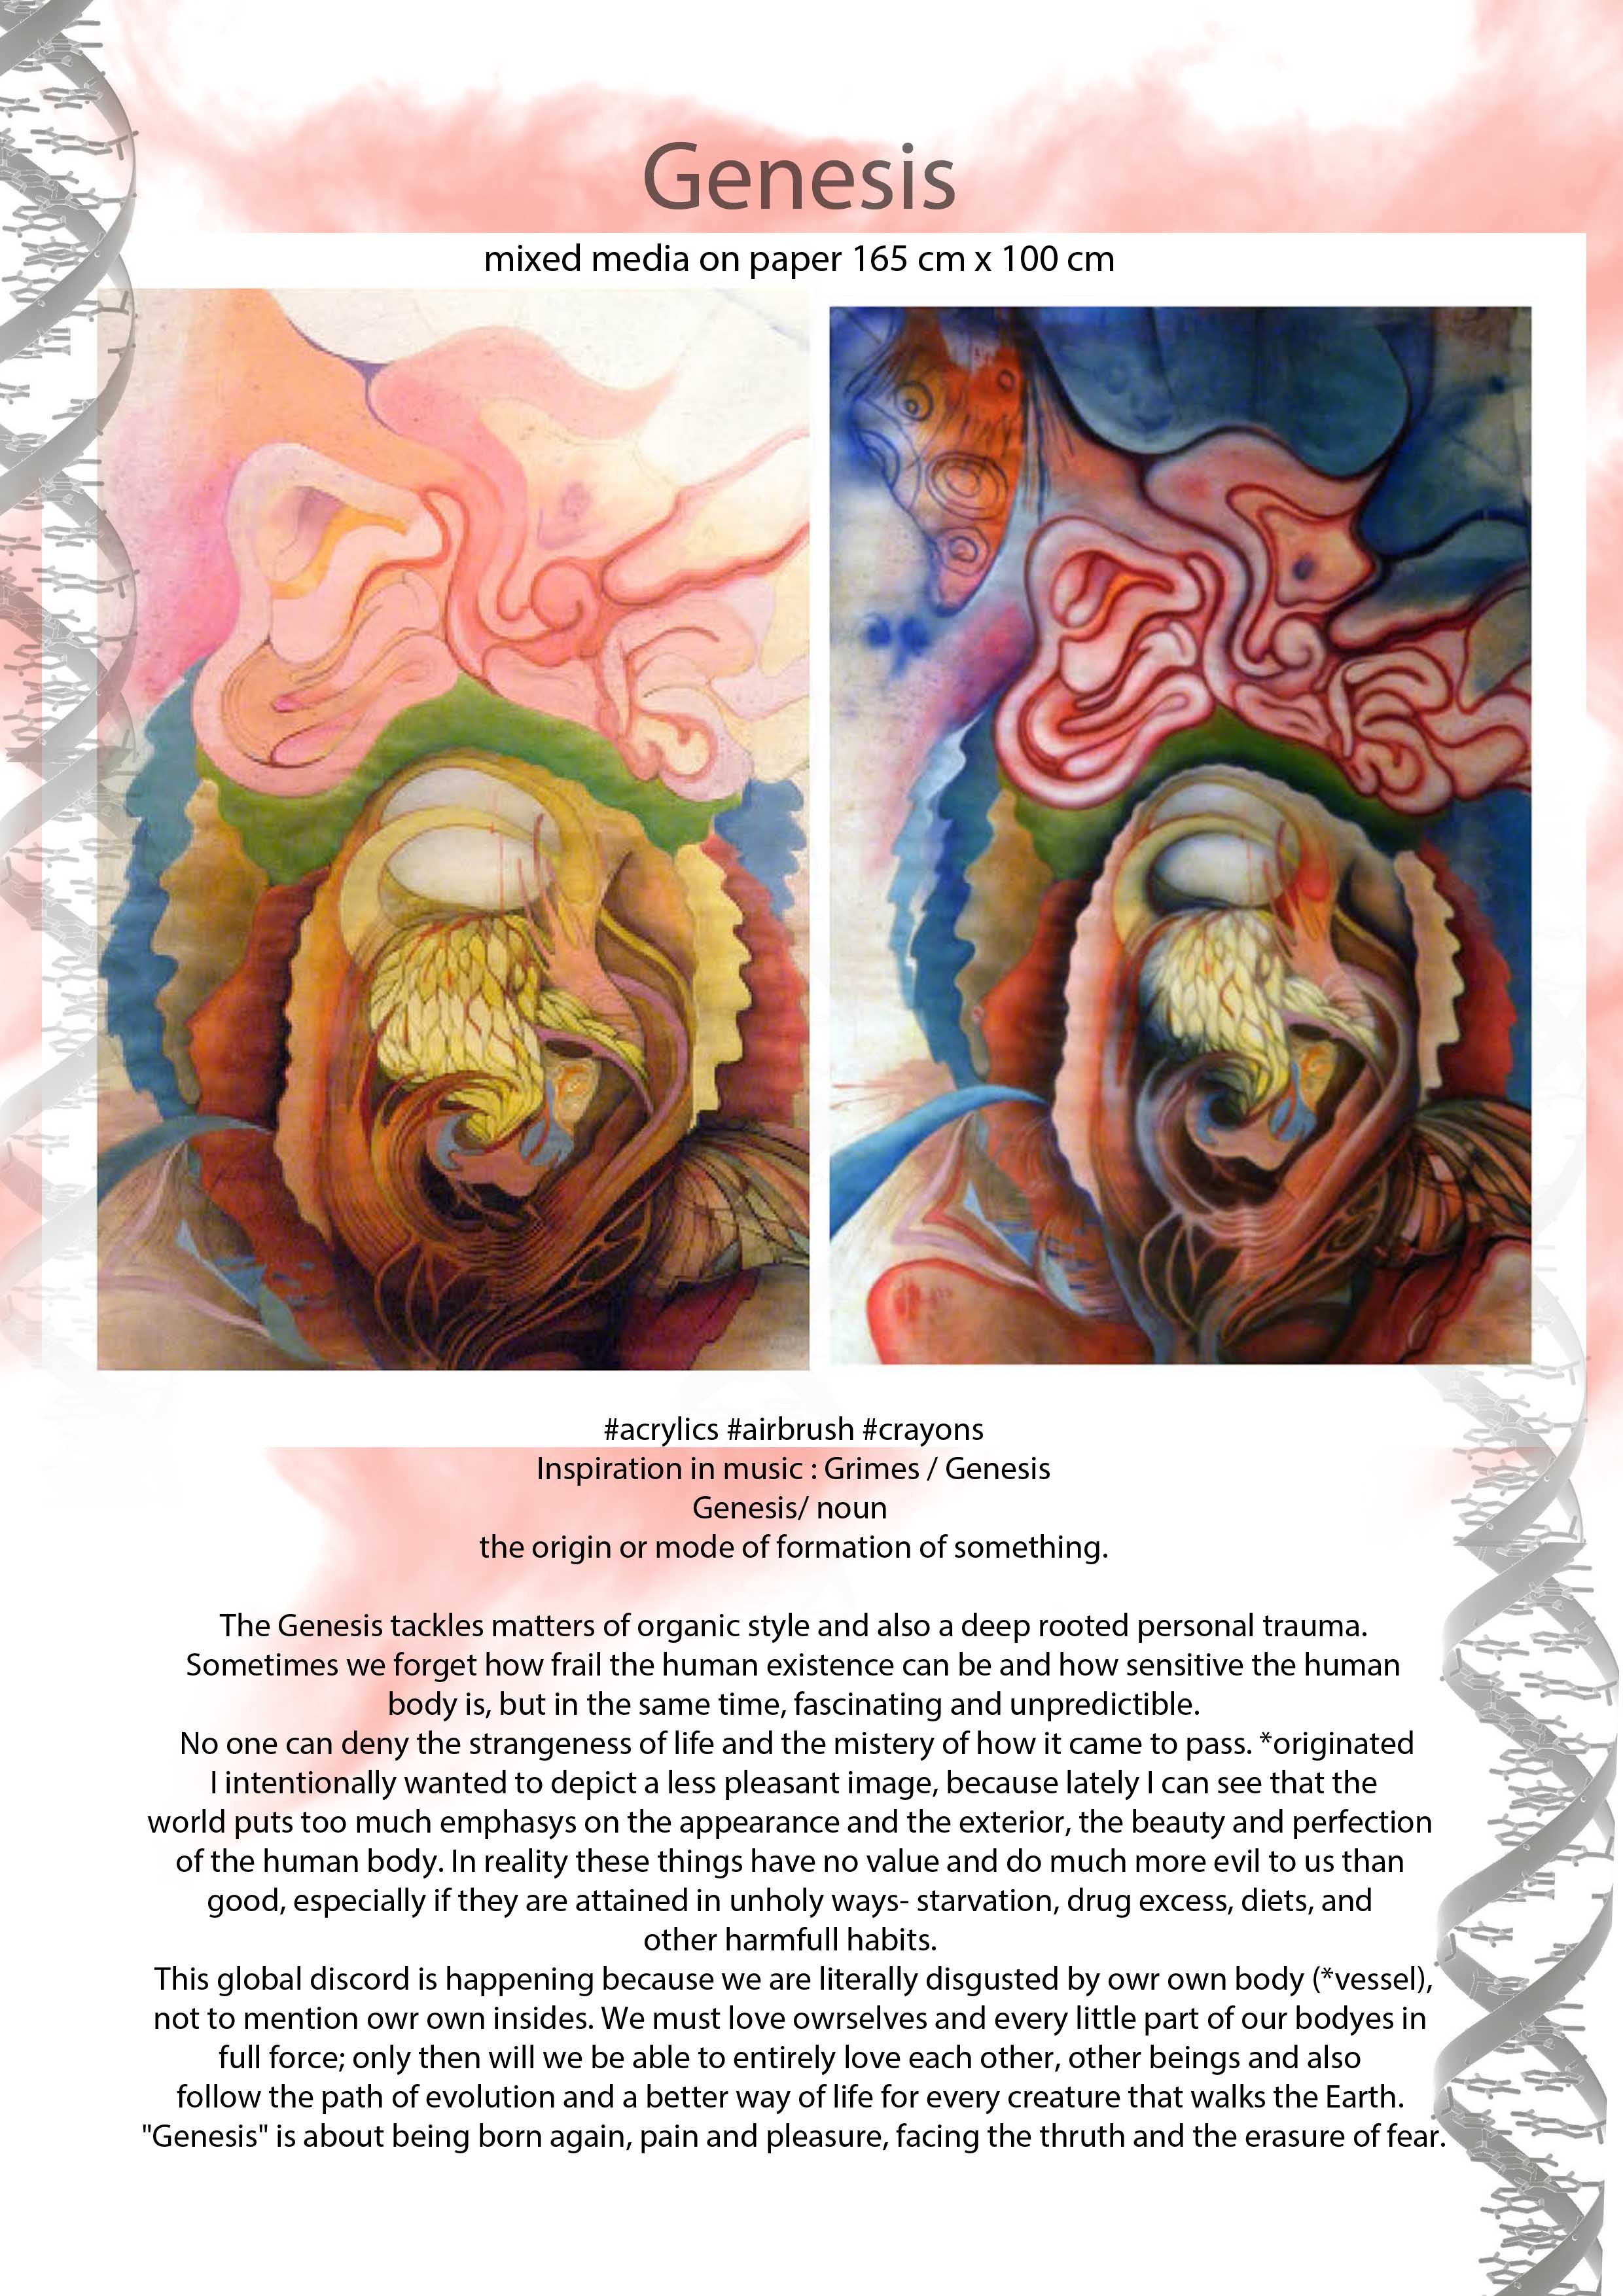 Genesis
mixed media on paper 165 cm x 100 cm
#acrylics #airbrush #crayons
Inspiration in music : Grimes / Genesis
Genesis/ noun
the origin or mode of formation of something.
The Genesis tackles matters of organic style and also a deep rooted personal trauma.
Sometimes we forget how frail the human existence can be and how sensitive the human
body is, but in the same time, fascinating and unpredictible.
No one can deny the strangeness of life and the mistery of how it came to pass. *originated
I intentionally wanted to depict a less pleasant image, because lately I can see that the
world puts too much emphasys on the appearance and the exterior, the beauty and perfection
of the human body. In reality these things have no value and do much more evil to us than
good, especially if they are attained in unholy ways- starvation, drug excess, diets, and
other harmfull habits.
This global discord is happening because we are literally disgusted by owr own body (*vessel),
not to mention owr own insides. We must love owrselves and every little part of our bodyes in
full force; only then will we be able to entirely love each other, other beings and also
follow the path of evolution and a better way of life for every creature that walks the Earth.
"Genesis" is about being born again, pain and pleasure, facing the thruth and the erasure of fear.